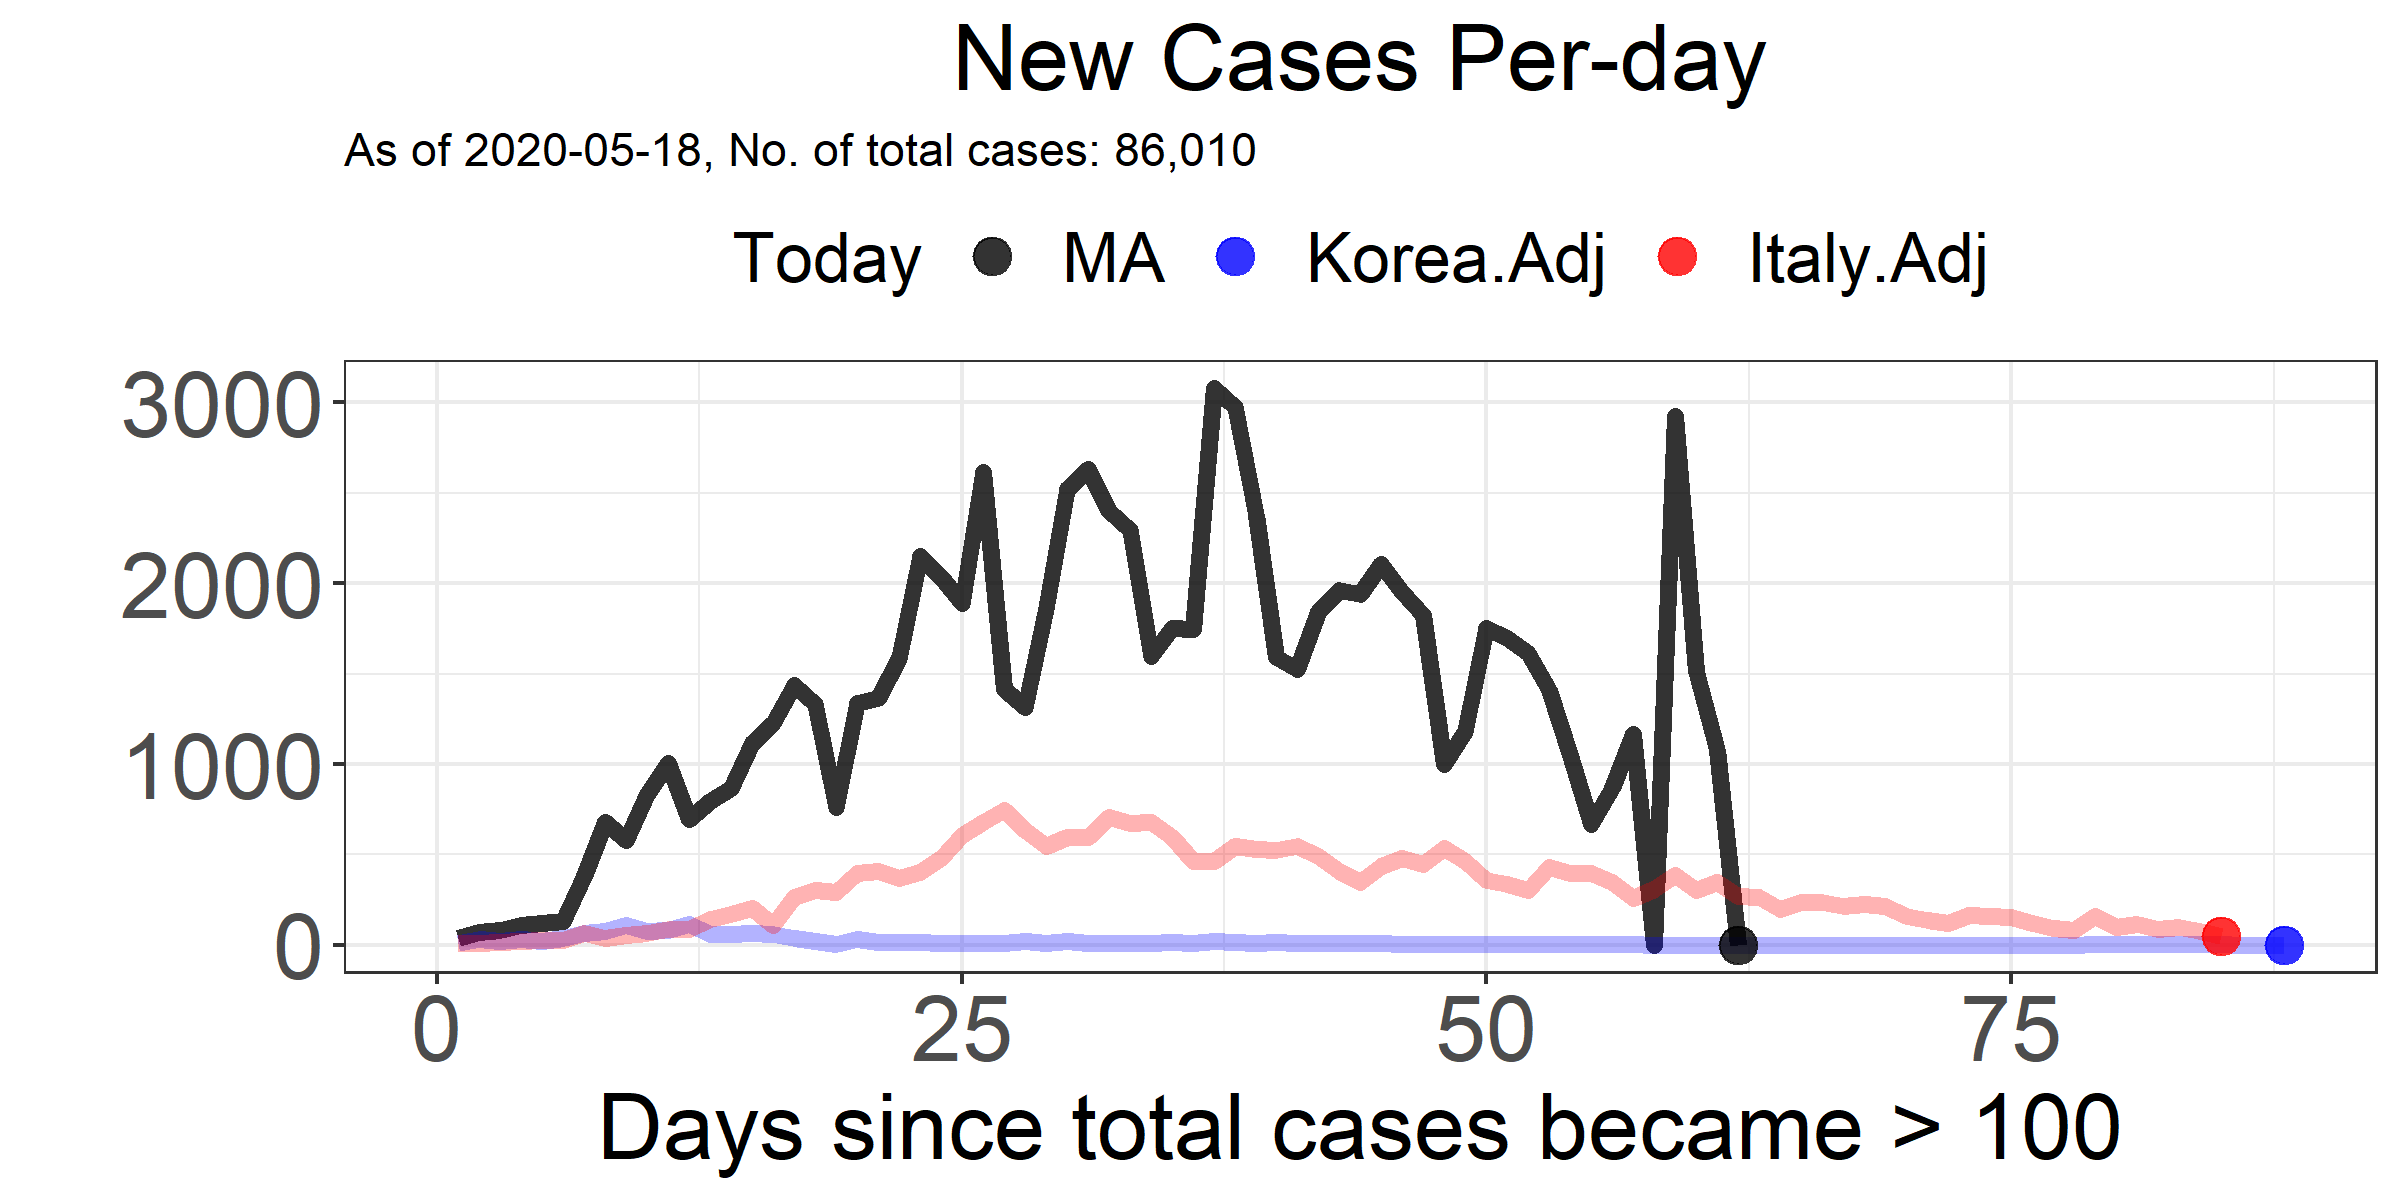 New Cases Per-day
As of 2020-05-18, No. of total cases: 86,010
Today MA Korea.Adj Italy.Adj
3000
2000
1000
0
0 25 50 75
Days since total cases became > 100